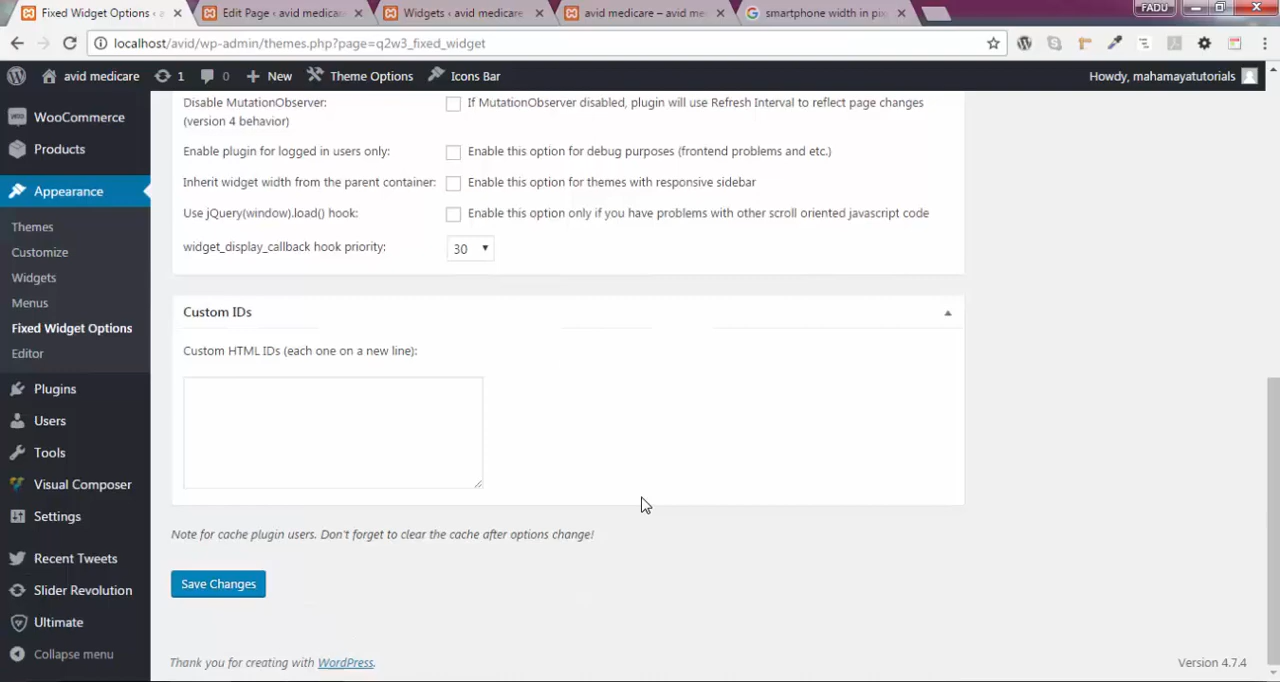 Fixed Widget Options < a
Edit Page < avid medica
Widgets < avid medicare
avid medicare – avid me
smartphone width in pix
FADU
localhost/avid/wp-admin/themes.php?page=q2w3_fixed_widget
avid medicare
1
0
New
Theme Options
Icons Bar
Howdy, mahamayatutorials
WooCommerce
Products
Appearance
Themes
Customize
Widgets
Menus
Fixed Widget Options
Editor
Plugins
Users
Tools
Visual Composer
Settings
Recent Tweets
Slider Revolution
Ultimate
Collapse menu
Disable MutationObserver:
(version 4 behavior)
If MutationObserver disabled, plugin will use Refresh Interval to reflect page changes
Enable plugin for logged in users only:
Enable this option for debug purposes (frontend problems and etc.)
Inherit widget width from the parent container:
Enable this option for themes with responsive sidebar
Use jQuery(window).load() hook:
Enable this option only if you have problems with other scroll oriented javascript code
widget_display_callback hook priority:
30
Custom IDs
Custom HTML IDs (each one on a new line):
Note for cache plugin users. Don't forget to clear the cache after options change!
Save Changes
Thank you for creating with WordPress.
Version 4.7.4